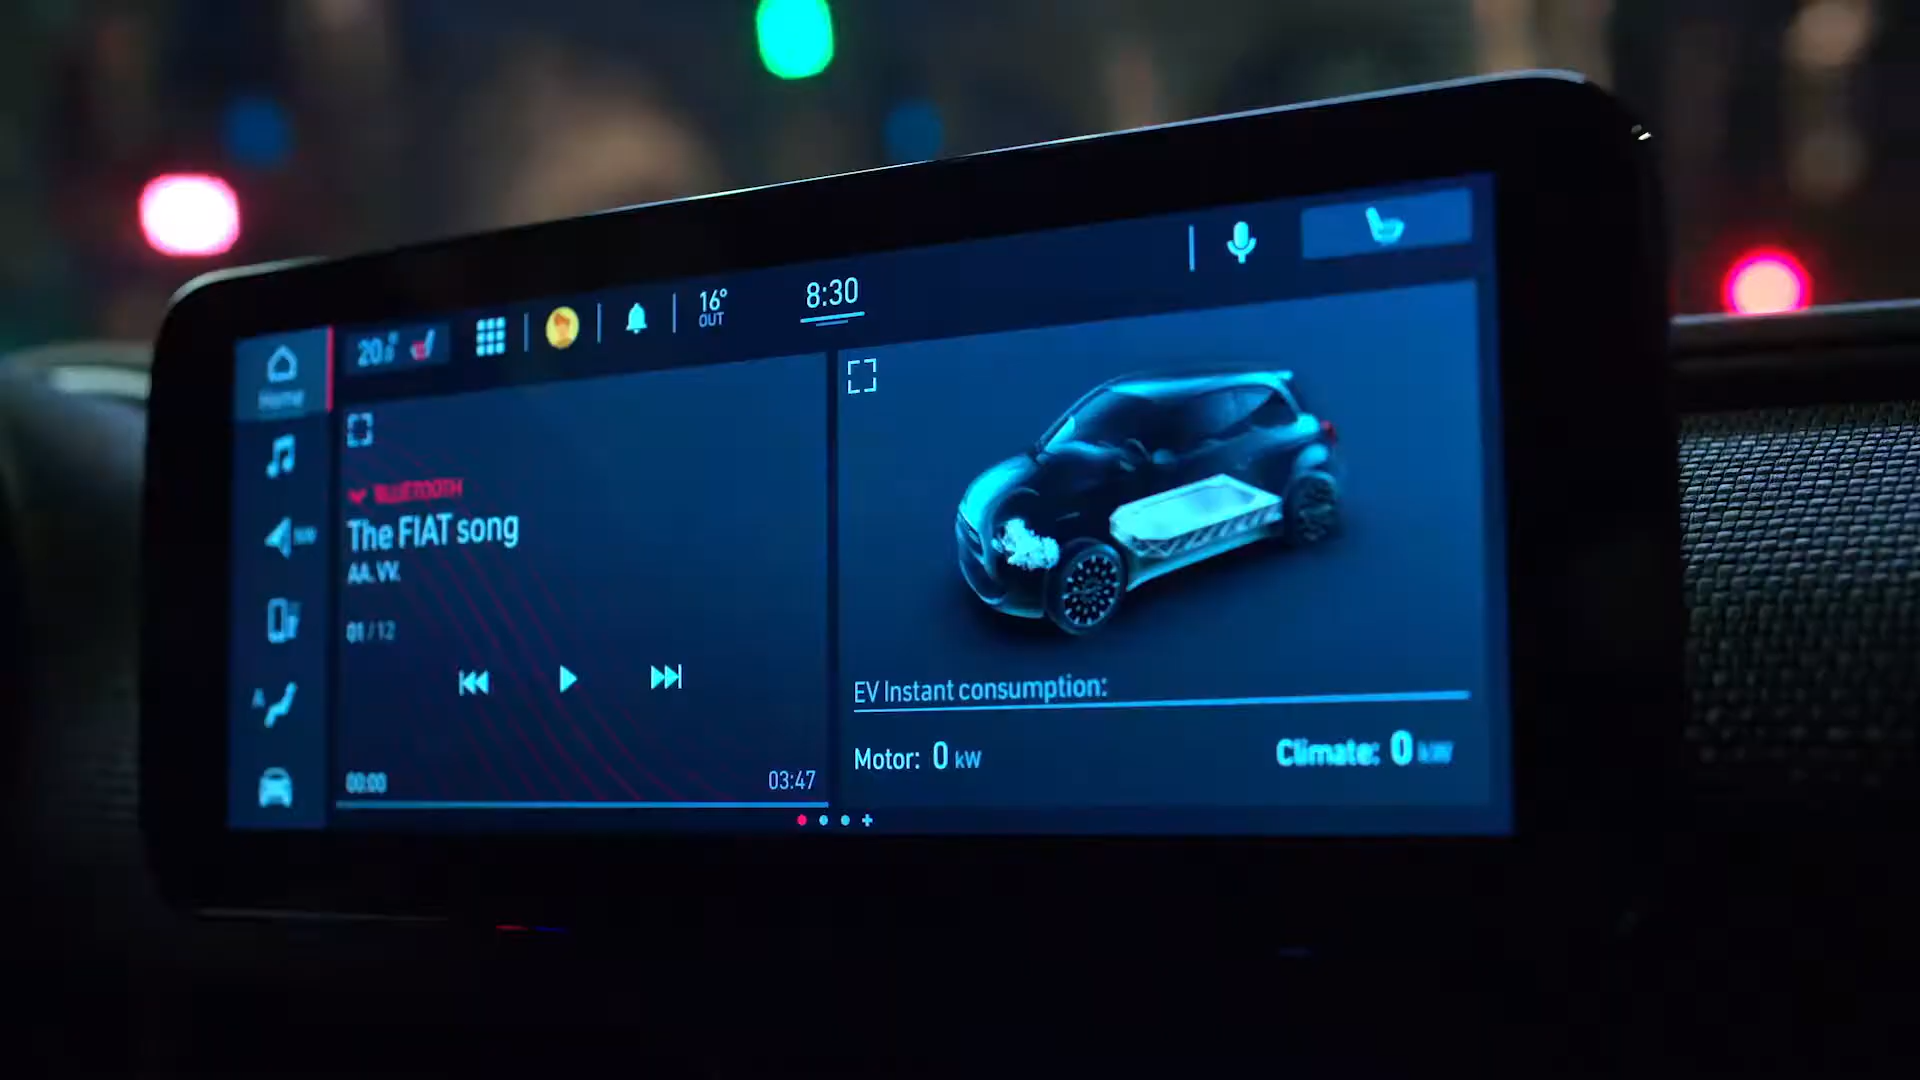 Home
20.
16°
OUT
8:30
BLUETOOTH
The FIAT song
AA. VV.
01 / 12
00:00
03:47
EV Instant consumption:
Motor: 0 kW
Climate: 0 kW
A